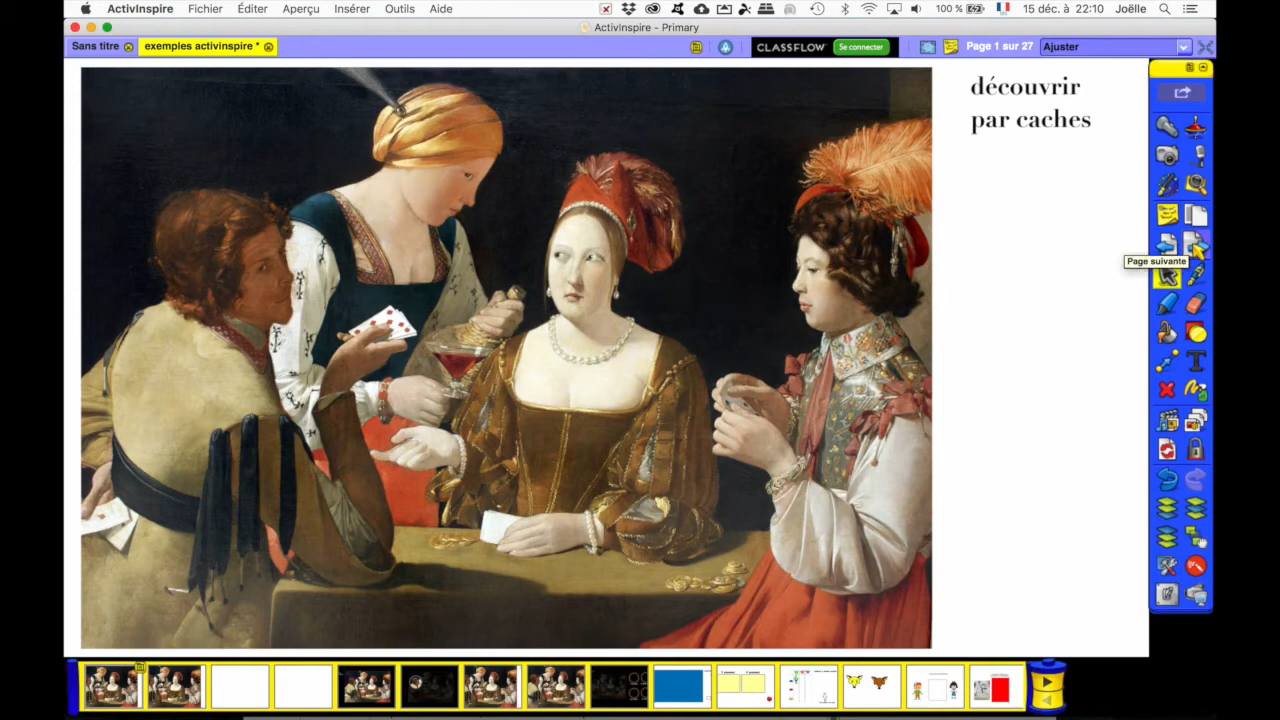 ActivInspire Fichier Éditer Aperçu Insérer Outils Aide 100 % 15 déc. à 22:10 Joëlle
ActivInspire - Primary
Sans titre exemples activinspire * CLASSFLOW Se connecter Page 1 sur 27 Ajuster
découvrir
par caches
Page suivante